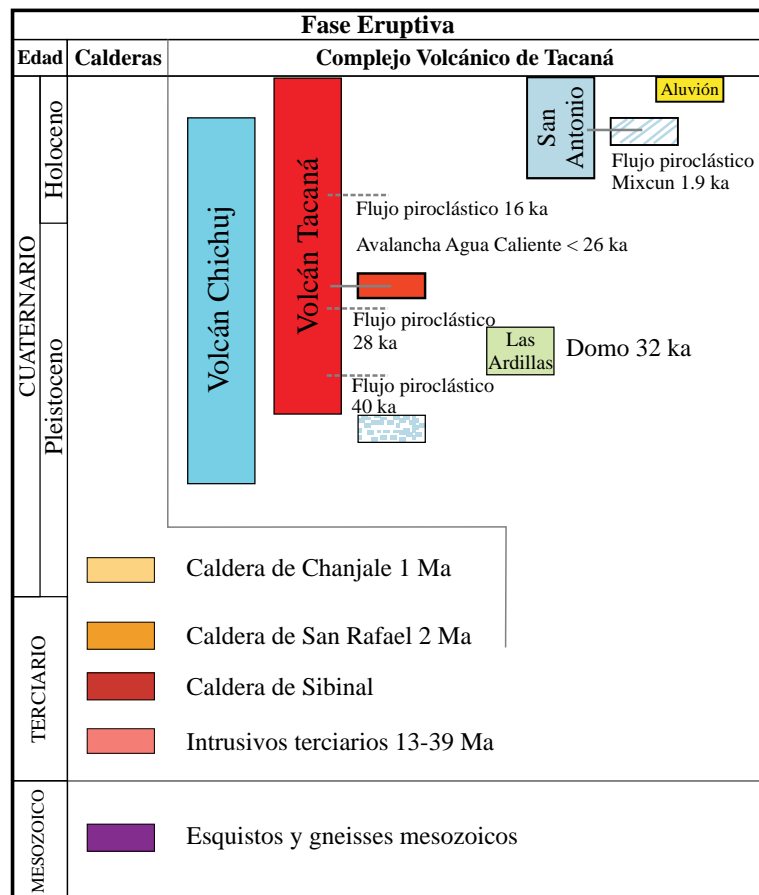 Fase Eruptiva
Edad
Calderas
Complejo Volcánico de Tacaná
CUATERNARIO
Holoceno
Pleistoceno
Volcán Chichuj
Volcán Tacaná
San
Antonio
Aluvión
Flujo piroclástico
Mixcun 1.9 ka
Flujo piroclástico 16 ka
Avalancha Agua Caliente < 26 ka
Flujo piroclástico
28 ka
Las
Ardillas
Domo 32 ka
Flujo piroclástico
40 ka
Caldera de Chanjale 1 Ma
TERCIARIO
Caldera de San Rafael 2 Ma
Caldera de Sibinal
Intrusivos terciarios 13-39 Ma
MESOZOICO
Esquistos y gneisses mesozoicos